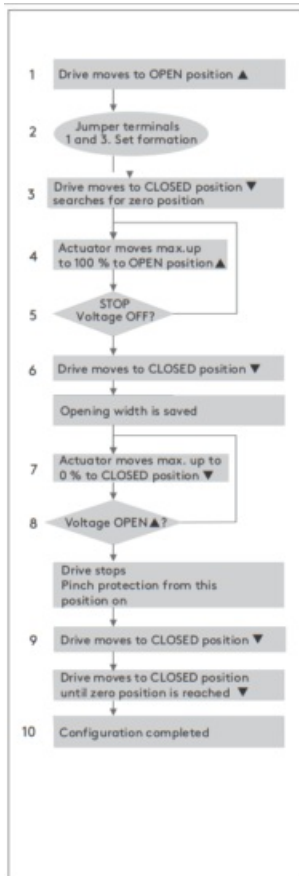 1 Drive moves to OPEN position ▲
2 Jumper terminals
1 and 3. Set formation
3 Drive moves to CLOSED position ▼
searches for zero position
4 Actuator moves max.up
to 100 % to OPEN position▲
STOP
5 Voltage OFF?
6 Drive moves to CLOSED position ▼
Opening width is saved
7 Actuator moves max. up to
0 % to CLOSED position ▼
8 Voltage OPEN▲?
Drive stops
Pinch protection from this
position on
9 Drive moves to CLOSED position ▼
Drive moves to CLOSED position
until zero position is reached ▼
10 Configuration completed